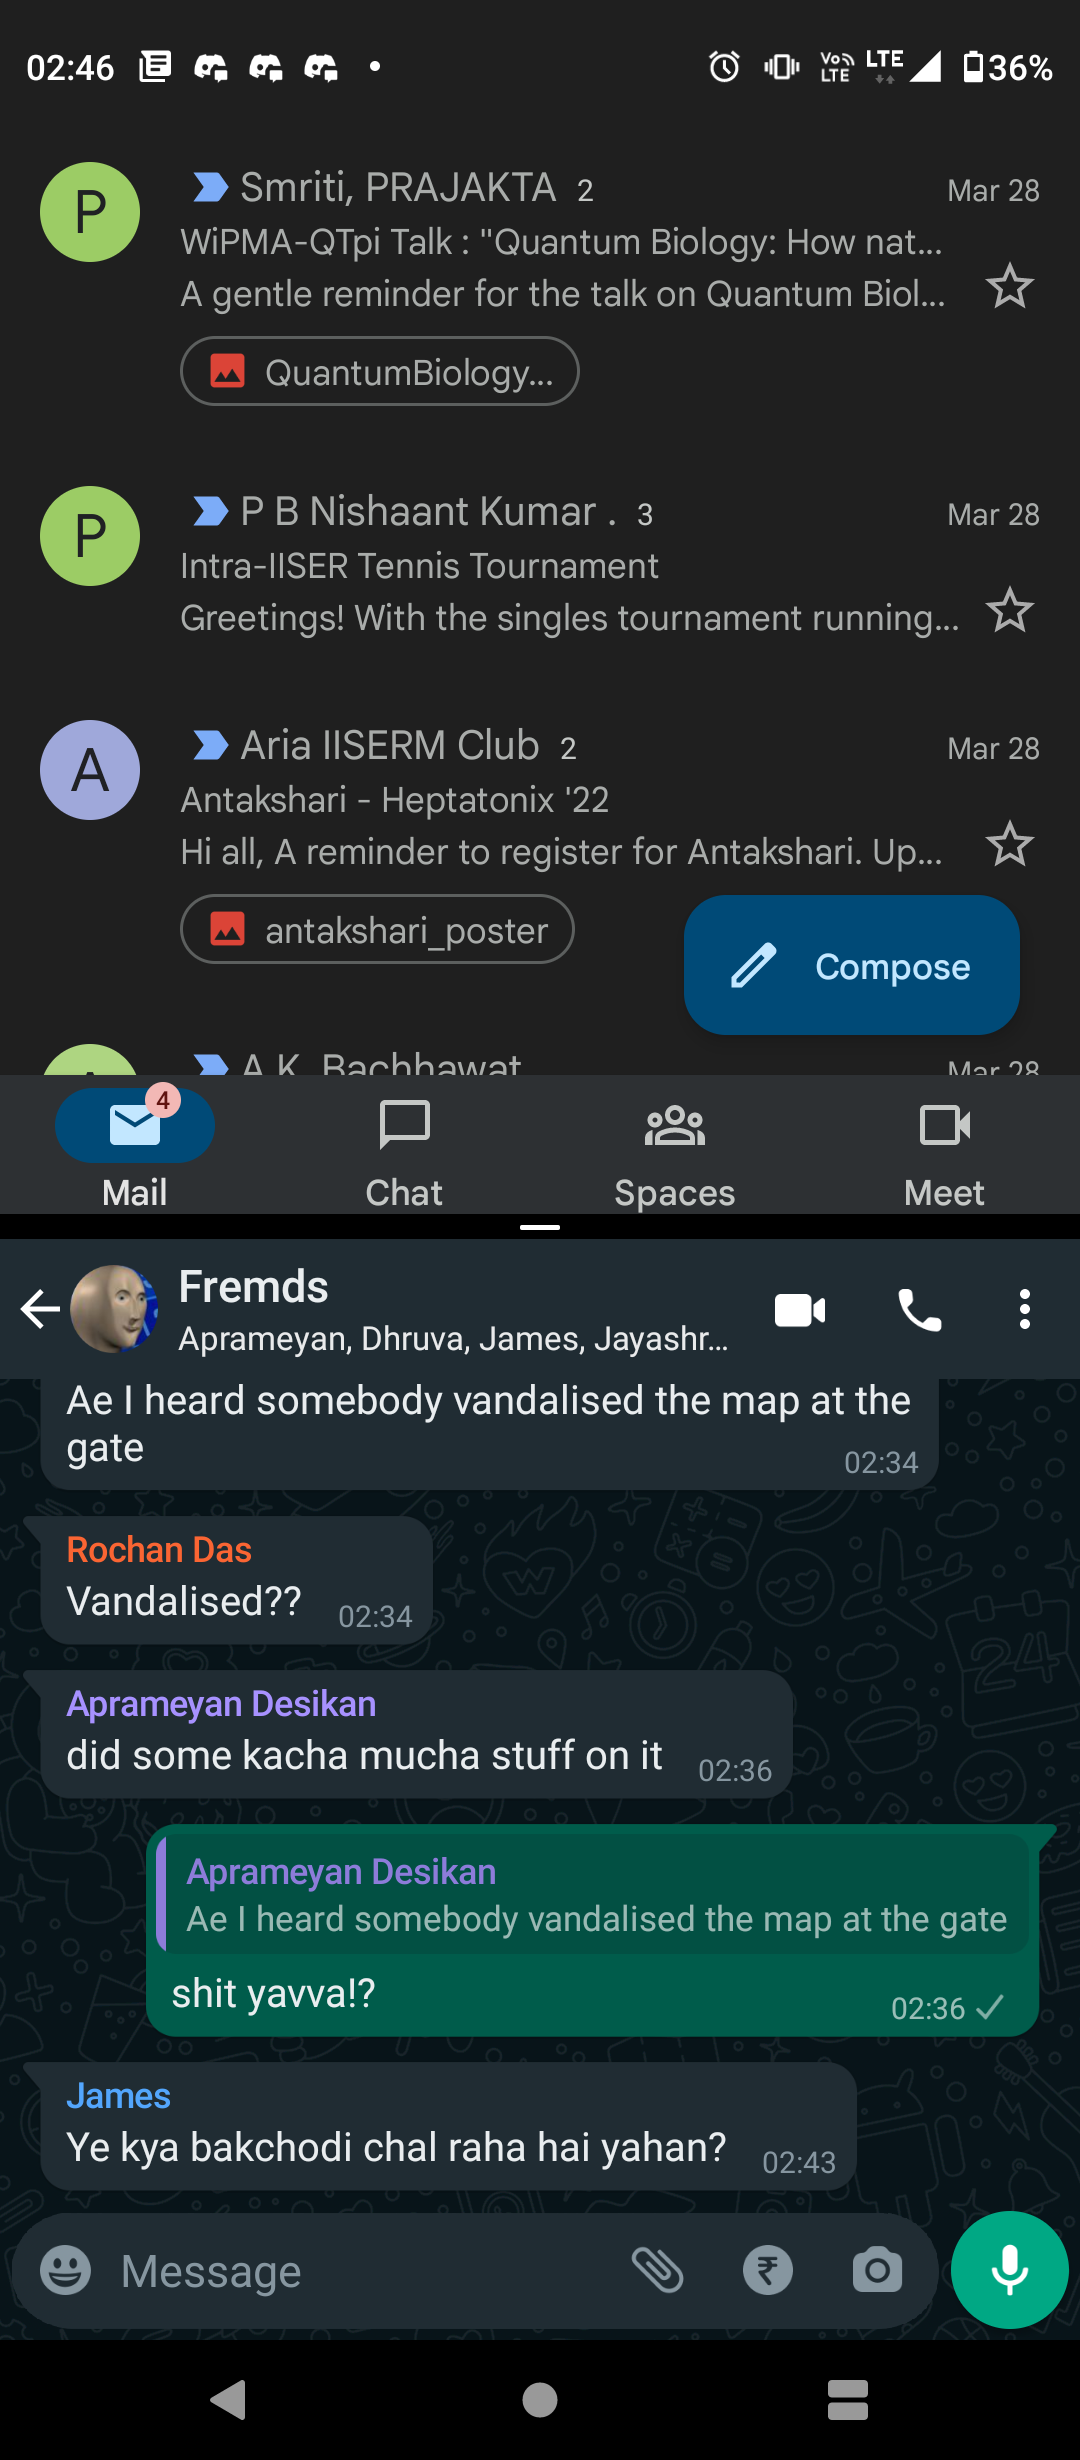 02:46
Vo LTE
LTE
36%
P
Smriti, PRAJAKTA 2
Mar 28
WiPMA-QTpi Talk : "Quantum Biology: How nat...
A gentle reminder for the talk on Quantum Biol...
QuantumBiology...
P
P B Nishaant Kumar . 3
Mar 28
Intra-IISER Tennis Tournament
Greetings! With the singles tournament running...
A
Aria IISERM Club 2
Mar 28
Antakshari - Heptatonix '22
Hi all, A reminder to register for Antakshari. Up...
antakshari_poster
Compose
A K. Bachhawat
Mar 28
4
Mail
Chat
Spaces
Meet
Fremds
Aprameyan, Dhruva, James, Jayashr...
Ae I heard somebody vandalised the map at the
gate
02:34
Rochan Das
Vandalised?? 02:34
Aprameyan Desikan
did some kacha mucha stuff on it 02:36
Aprameyan Desikan
Ae I heard somebody vandalised the map at the gate
shit yavva!?
02:36
James
Ye kya bakchodi chal raha hai yahan? 02:43
Message
₹